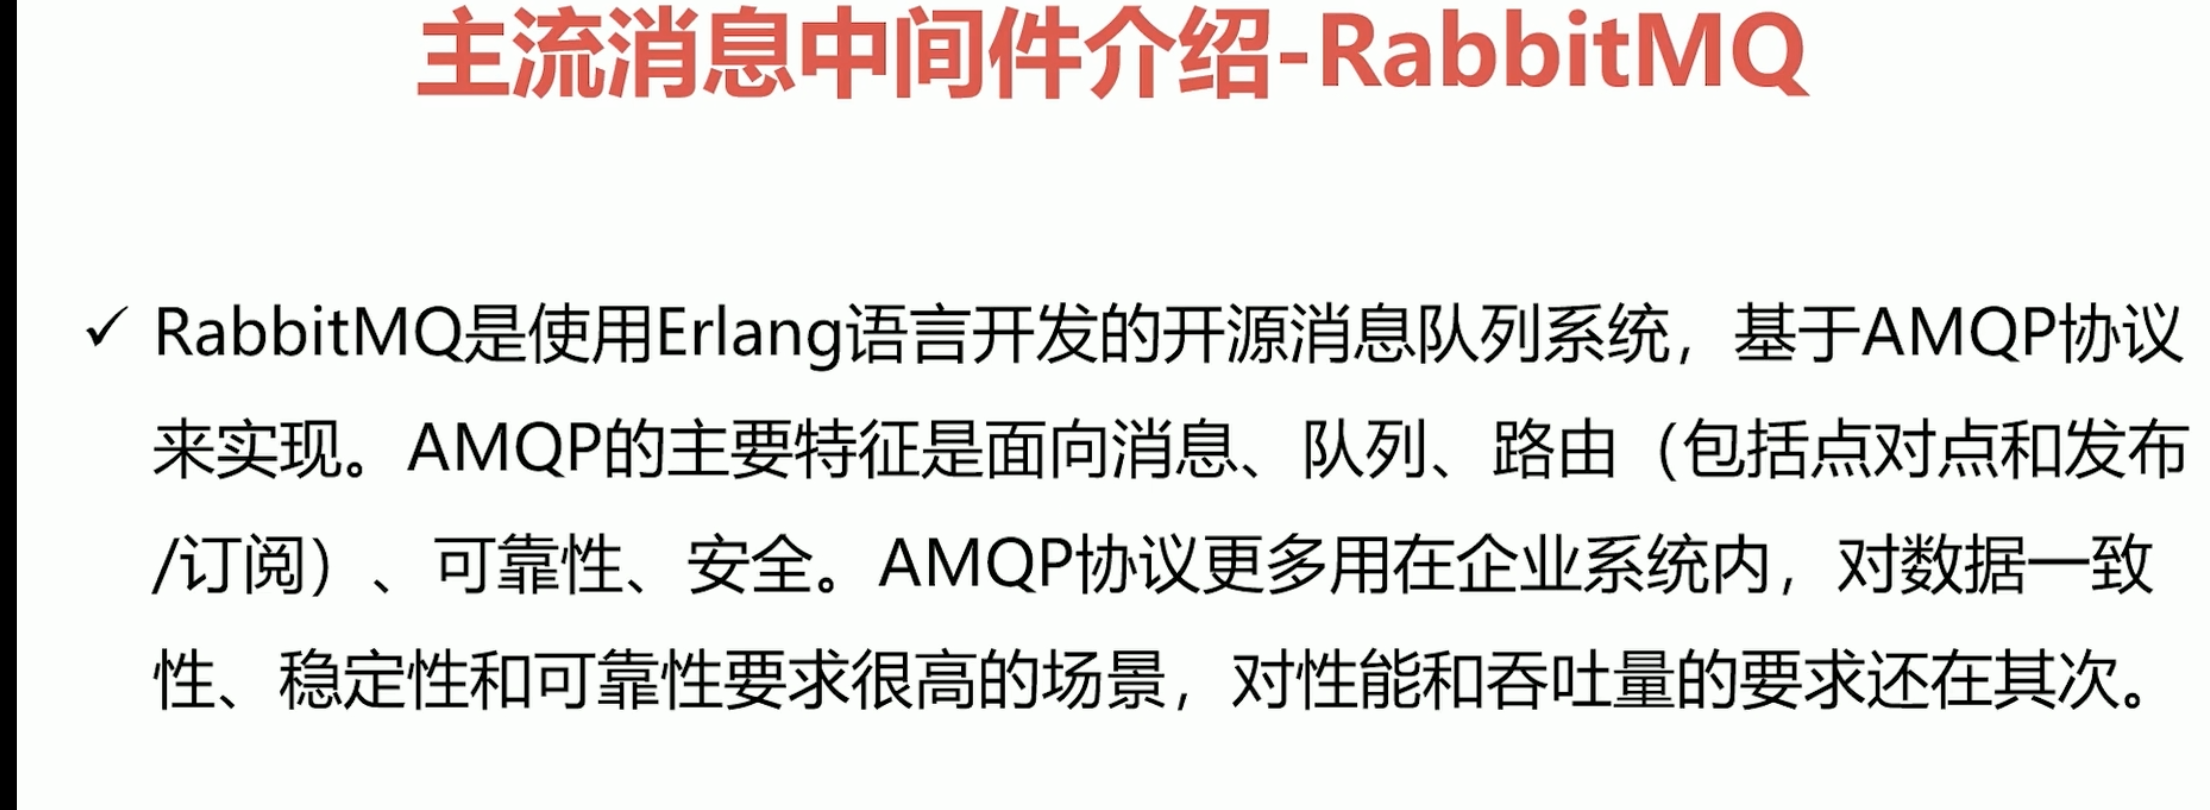 主流消息中间件介绍-RabbitMQ
✓ RabbitMQ是使用Erlang语言开发的开源消息队列系统，基于AMQP协议
来实现。AMQP的主要特征是面向消息、队列、路由（包括点对点和发布
/订阅）、可靠性、安全。AMQP协议更多用在企业系统内，对数据一致
性、稳定性和可靠性要求很高的场景，对性能和吞吐量的要求还在其次。